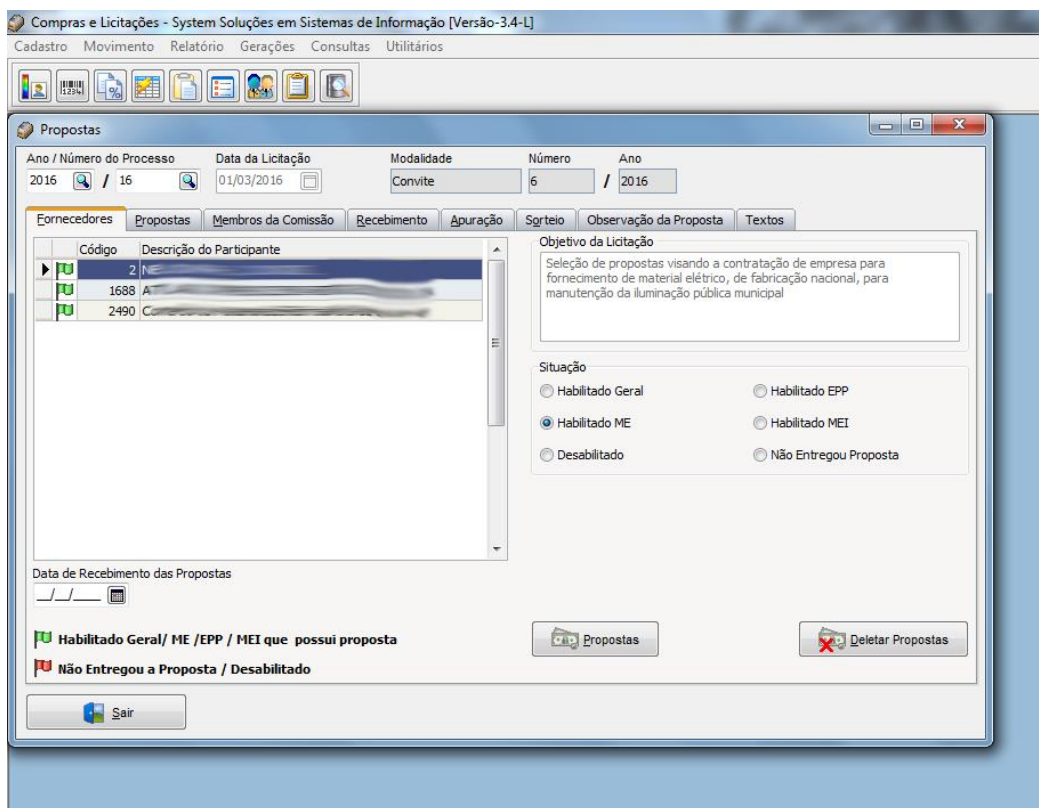 Compras e Licitações - System Soluções em Sistemas de Informação [Versão-3.4-L]
Cadastro Movimento Relatório Gerações Consultas Utilitários
Propostas
Ano / Número do Processo Data da Licitação Modalidade Número Ano
2016 / 16 01/03/2016 Convite 6 / 2016
Fornecedores Propostas Membros da Comissão Recebimento Apuração Sorteio Observação da Proposta Textos
Código Descrição do Participante
2
1688
2490
Objetivo da Licitação
Seleção de propostas visando a contratação de empresa para
fornecimento de material elétrico, de fabricação nacional, para
manutenção da iluminação pública municipal
Situação
Habilitado Geral Habilitado EPP
Habilitado ME Habilitado MEI
Desabilitado Não Entregou Proposta
Data de Recebimento das Propostas
__/__/____
Habilitado Geral/ ME /EPP / MEI que possui proposta
Não Entregou a Proposta / Desabilitado
Propostas Deletar Propostas
Sair